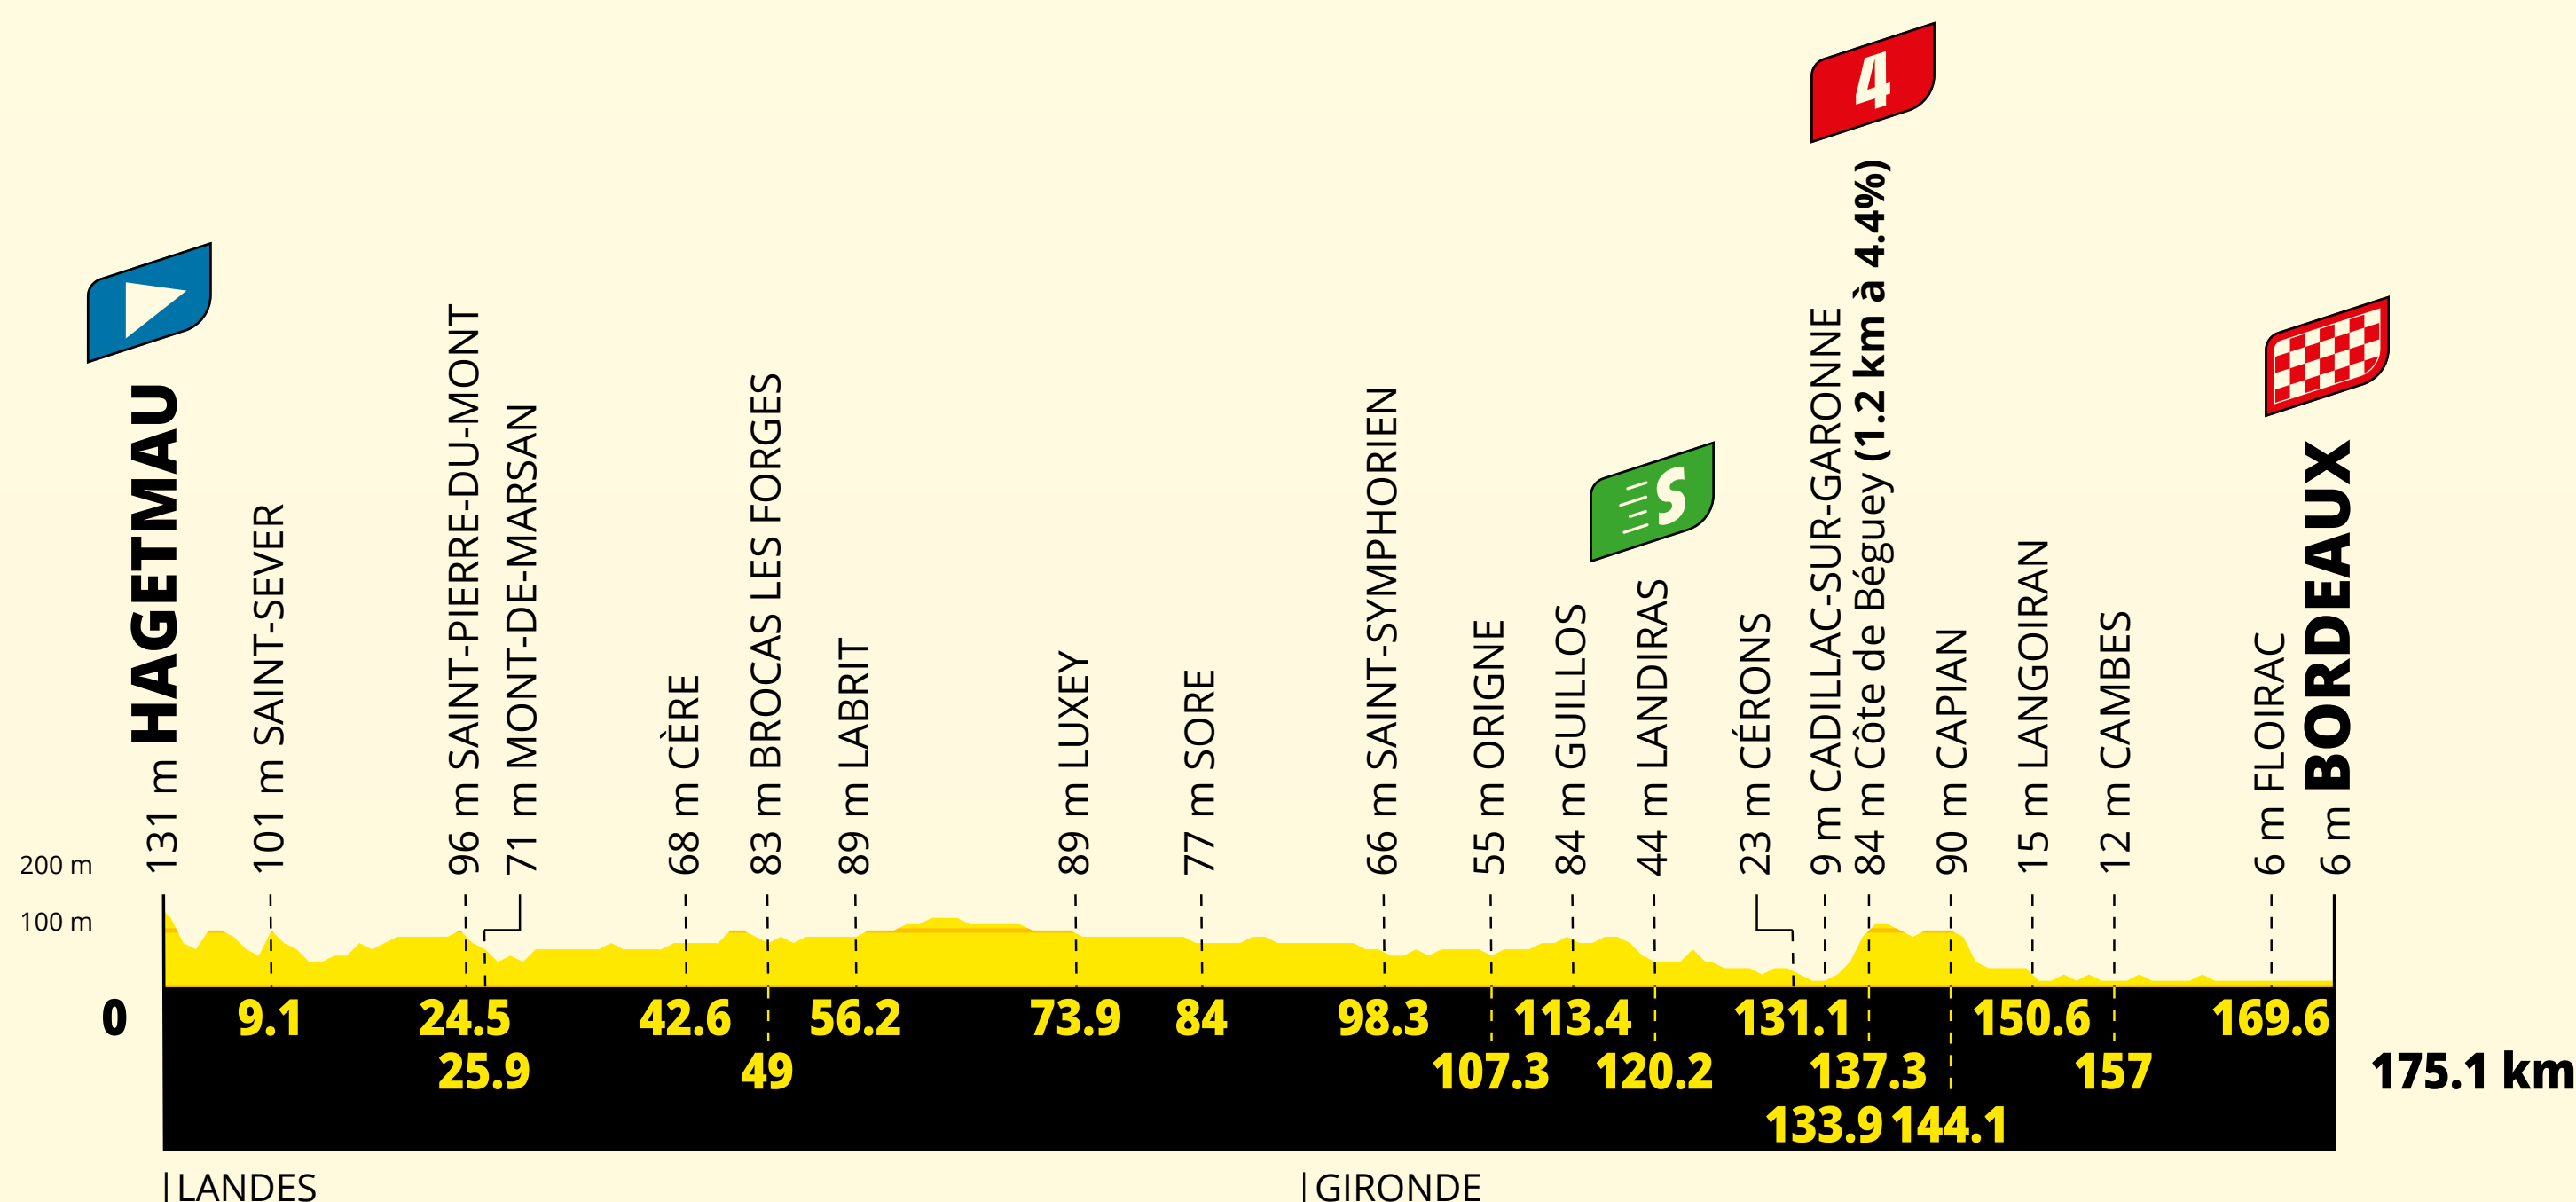 4
131 m HAGETMAU
101 m SAINT-SEVER
96 m SAINT-PIERRE-DU-MONT
71 m MONT-DE-MARSAN
68 m CÈRE
83 m BROCAS LES FORGES
89 m LABRIT
89 m LUXEY
77 m SORE
66 m SAINT-SYMPHORIEN
55 m ORIGNE
84 m GUILLOS
S
44 m LANDIRAS
23 m CÉRONS
9 m CADILLAC-SUR-GARONNE
84 m Côte de Béguey (1.2 km à 4.4%)
90 m CAPIAN
15 m LANGOIRAN
12 m CAMBES
6 m FLOIRAC
6 m BORDEAUX
200 m
100 m
0 9.1 24.5 42.6 56.2 73.9 84 98.3 113.4 131.1 150.6 169.6
25.9 49 107.3 120.2 137.3 157 175.1 km
133.9 144.1
LANDES GIRONDE